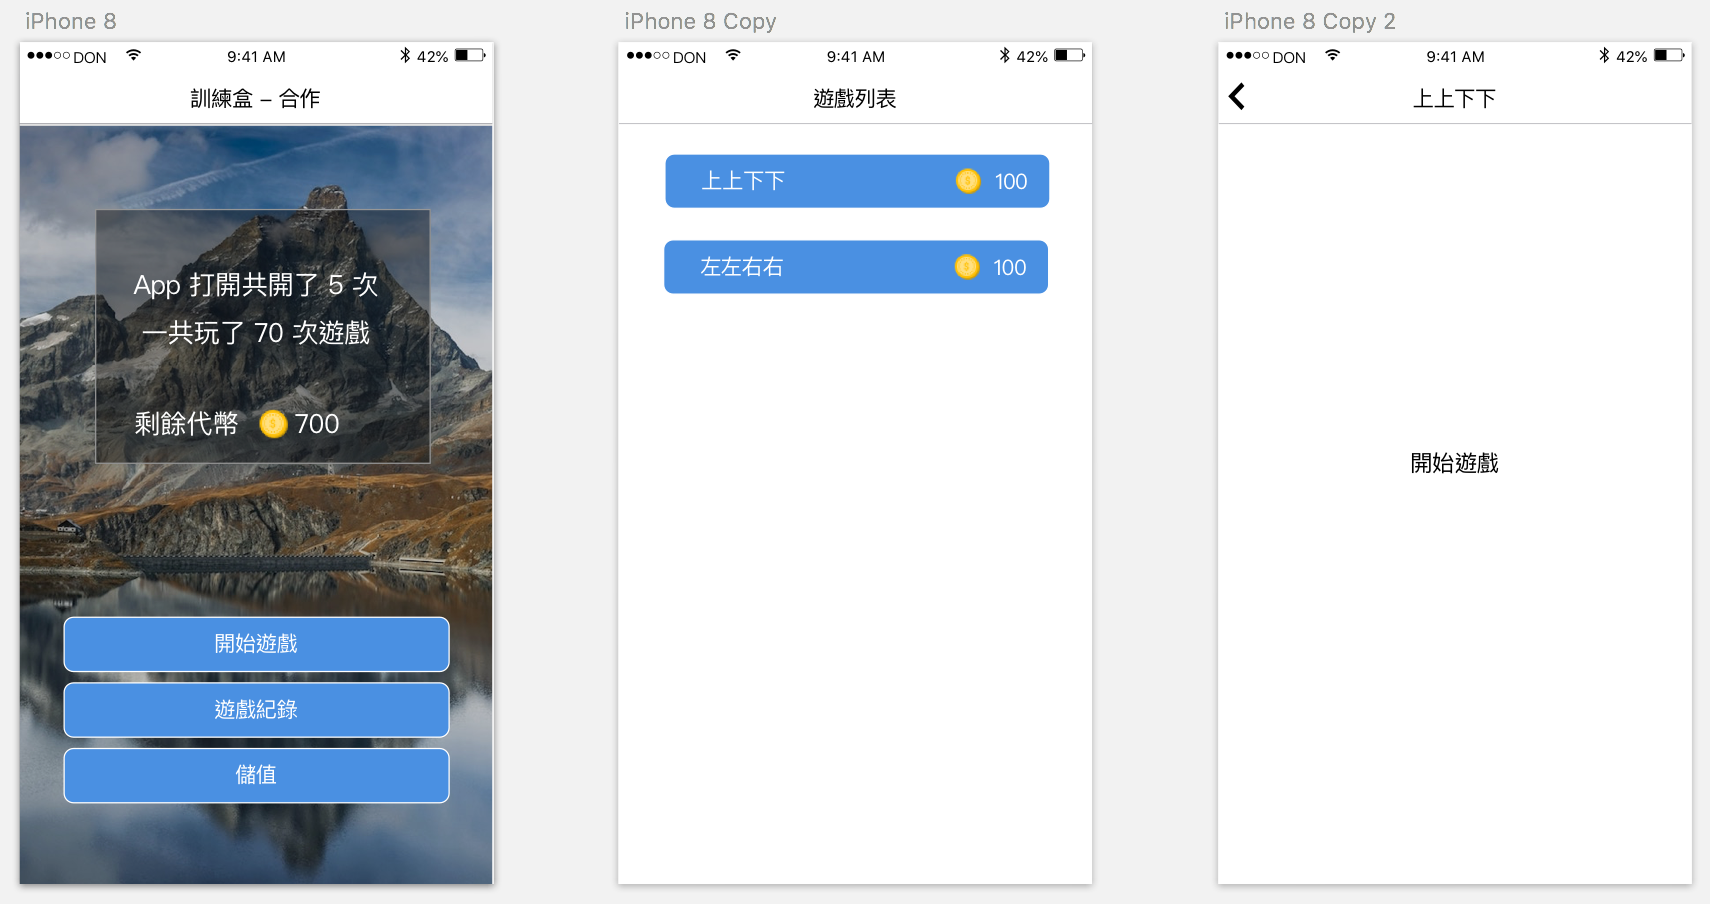 iPhone 8
DON 9:41 AM 42%
訓練盒 – 合作
App 打開共開了 5 次
一共玩了 70 次遊戲
剩餘代幣 $ 700
開始遊戲
遊戲紀錄
儲值
iPhone 8 Copy
DON 9:41 AM 42%
遊戲列表
上上下下 $ 100
左左右右 $ 100
iPhone 8 Copy 2
DON 9:41 AM 42%
上上下下
開始遊戲